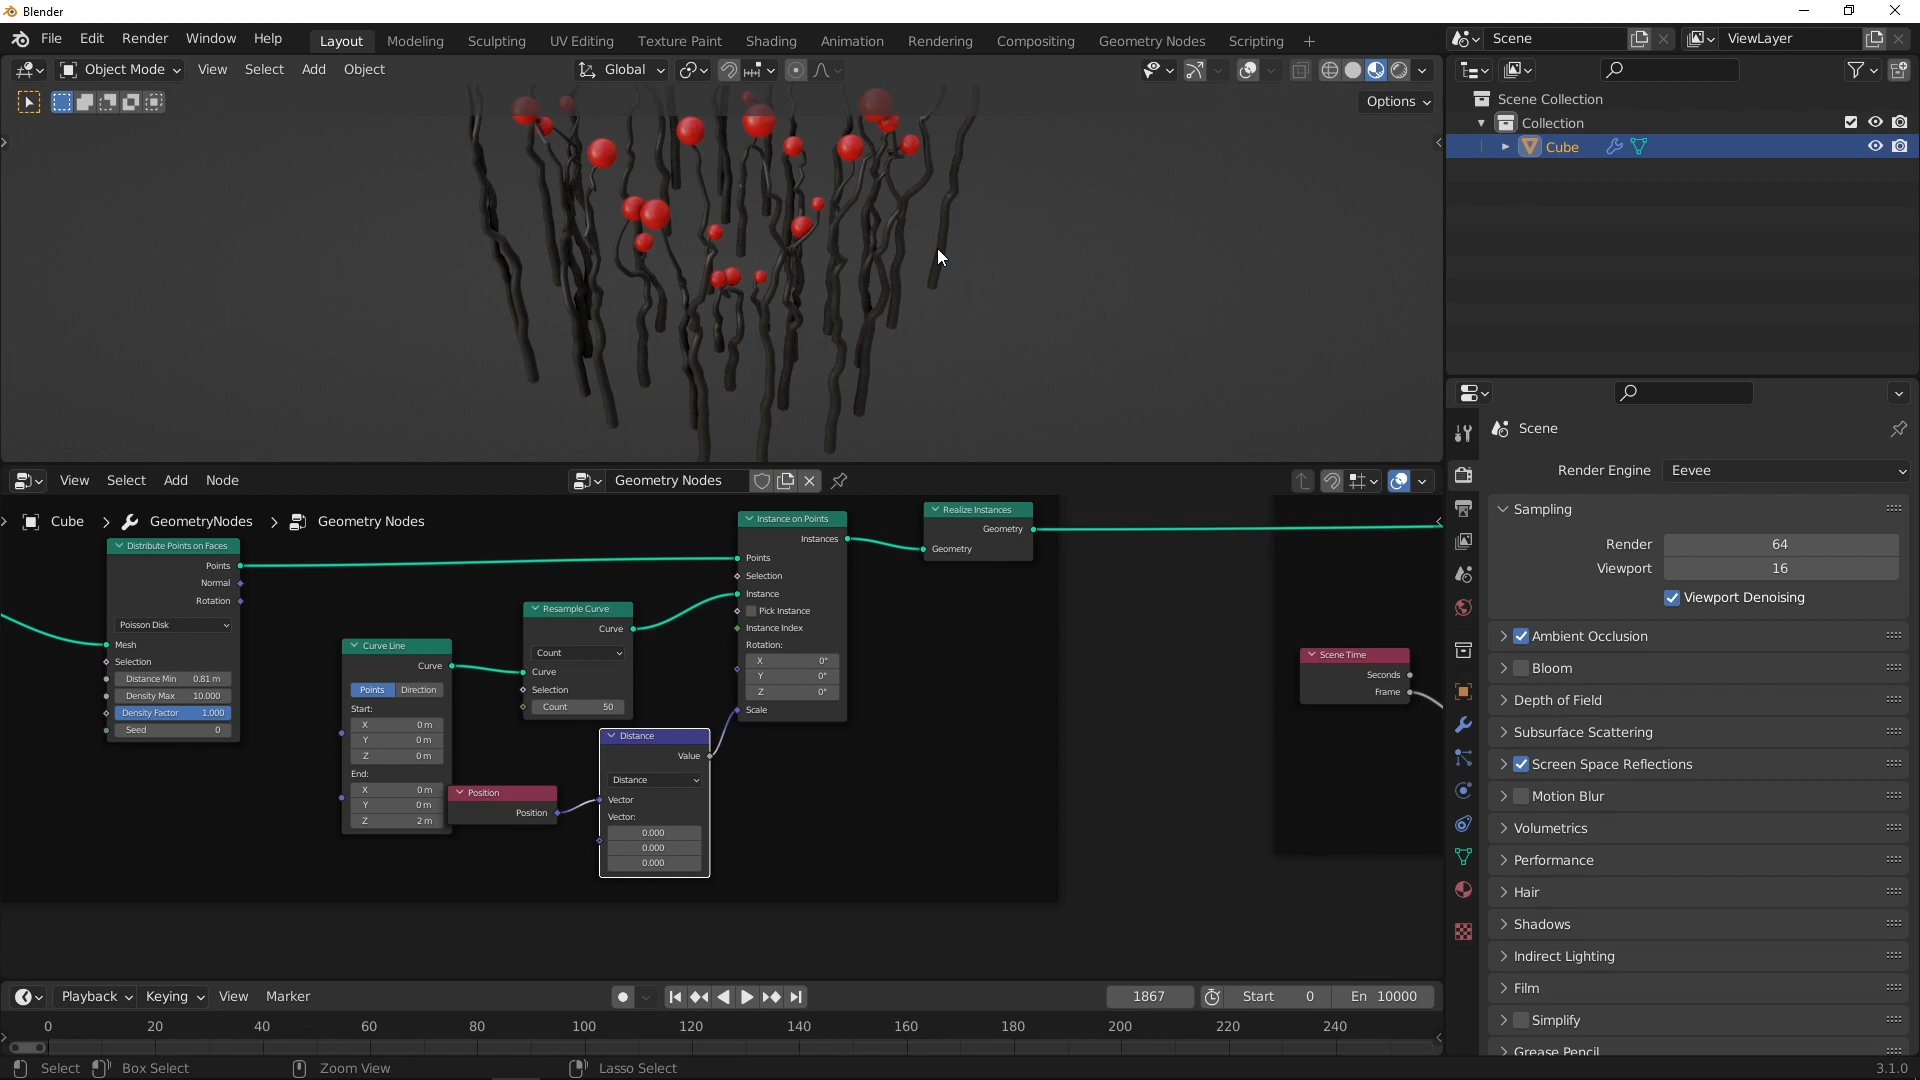 Blender
File Edit Render Window Help
Layout Modeling Sculpting UV Editing Texture Paint Shading Animation Rendering Compositing Geometry Nodes Scripting +
Scene
ViewLayer
Object Mode View Select Add Object
Global
Options
Scene Collection
Collection
Cube
Scene
Render Engine Eevee
Sampling
Render 64
Viewport 16
Viewport Denoising
Ambient Occlusion
Bloom
Depth of Field
Subsurface Scattering
Screen Space Reflections
Motion Blur
Volumetrics
Performance
Hair
Shadows
Indirect Lighting
Film
Simplify
Grease Pencil
View Select Add Node
Geometry Nodes
Cube > GeometryNodes > Geometry Nodes
Distribute Points on Faces
Points
Normal
Rotation
Poisson Disk
Mesh
Selection
Distance Min 0.81 m
Density Max 10.000
Density Factor 1.000
Seed 0
Curve Line
Curve
Points Direction
Start:
X 0 m
Y 0 m
Z 0 m
End:
X 0 m
Y 0 m
Z 2 m
Position
Position
Resample Curve
Curve
Count
Curve
Selection
Count 50
Distance
Value
Distance
Vector
Vector:
0.000
0.000
0.000
Instance on Points
Instances
Points
Selection
Instance
Pick Instance
Instance Index
Rotation:
X 0°
Y 0°
Z 0°
Scale
Realize Instances
Geometry
Geometry
Scene Time
Seconds
Frame
Playback Keying View Marker
1867
Start 0
En 10000
0 20 40 60 80 100 120 140 160 180 200 220 240
Select Box Select Zoom View Lasso Select
3.1.0